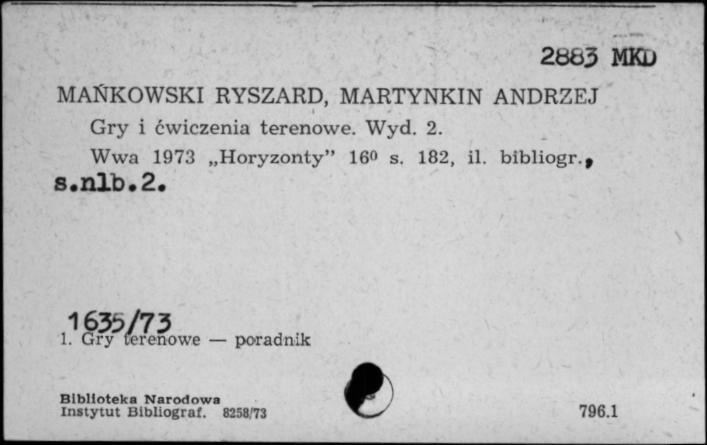 2883 MKD
MAŃKOWSKI RYSZARD, MARTYNKIN ANDRZEJ
Gry i ćwiczenia terenowe. Wyd. 2.
Wwa 1973 „Horyzonty” 16⁰ s. 182, il. bibliogr.,
s.nlb.2.
1635/73
1. Gry terenowe — poradnik
Biblioteka Narodowa
Instytut Bibliograf. 8258/73
796.1